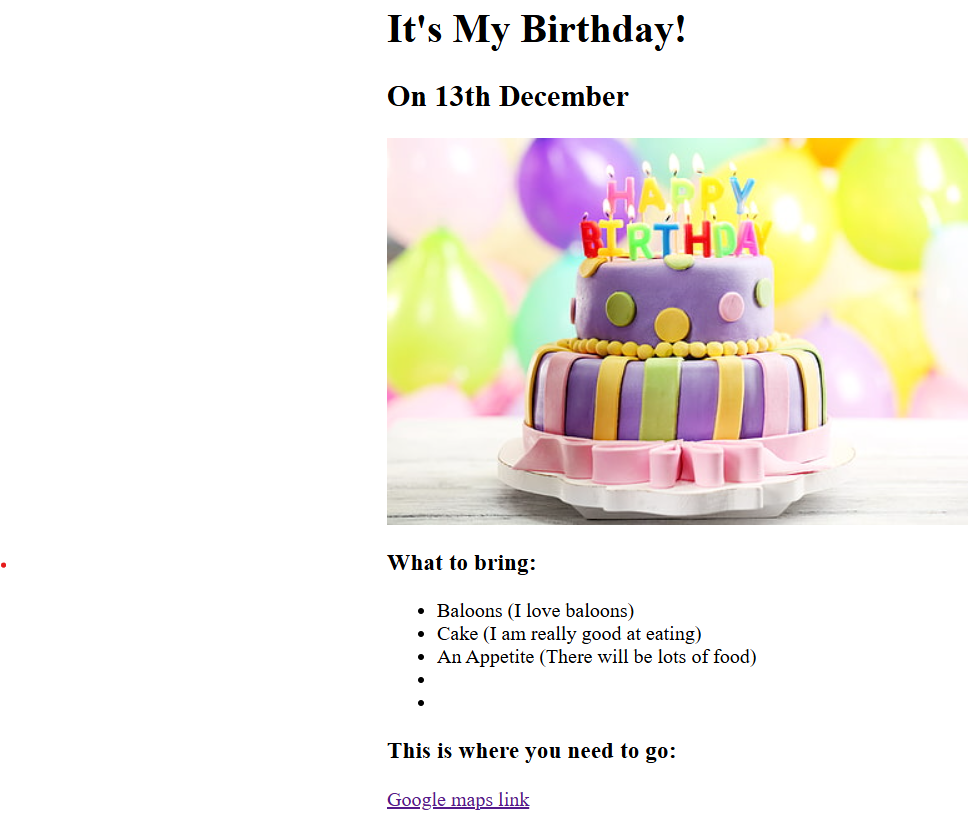 It's My Birthday!
On 13th December
HAPPY
BIRTHDAY
What to bring:
Baloons (I love baloons)
Cake (I am really good at eating)
An Appetite (There will be lots of food)
This is where you need to go:
Google maps link